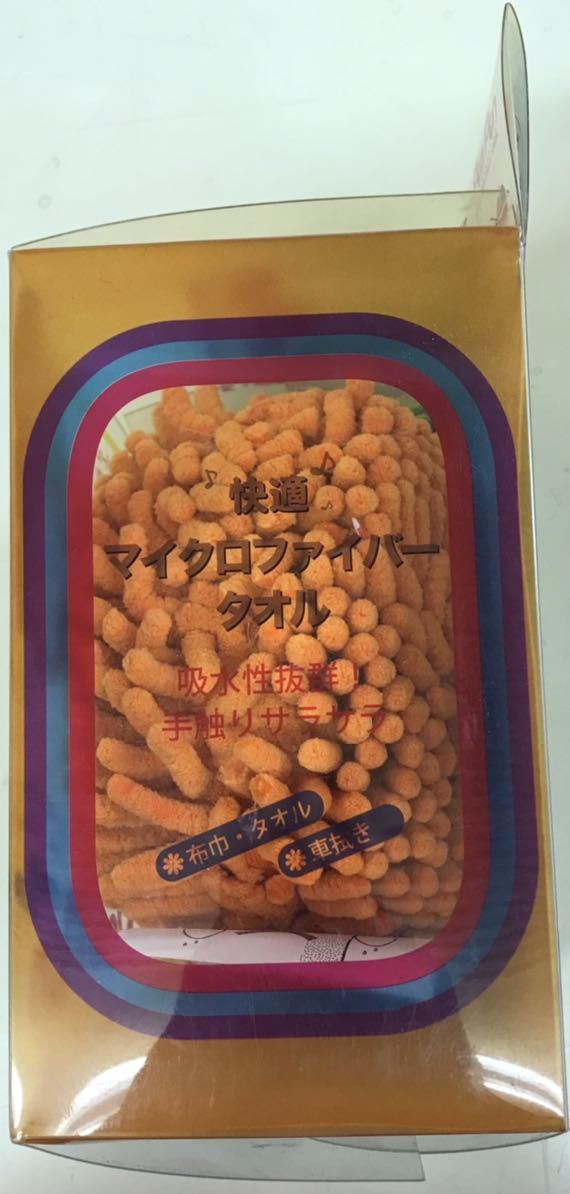 快適
マイクロファイバー
タオル
吸水性抜群！
手触りサラサラ
布巾・タオル
車拭き